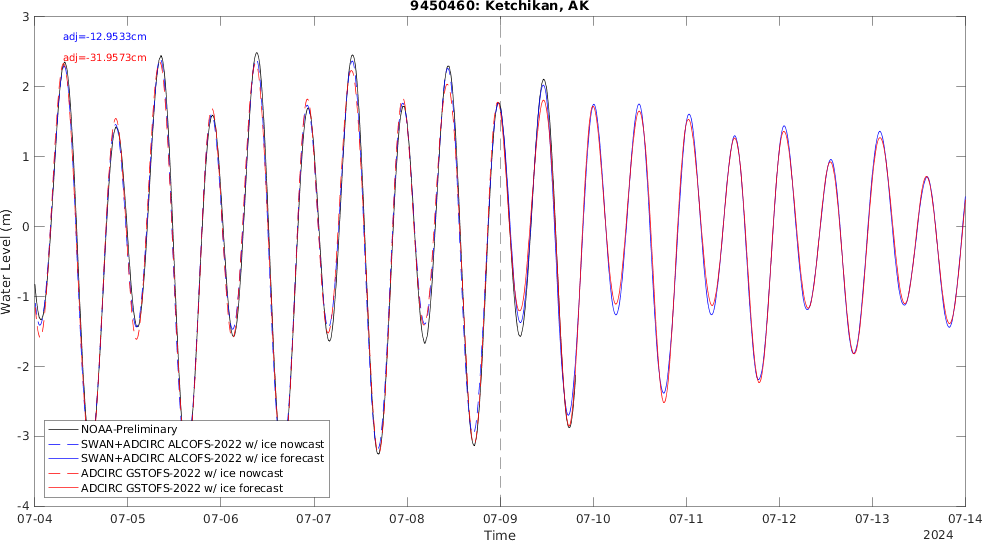 9450460: Ketchikan, AK
adj=-12.9533cm
adj=-31.9573cm
Water Level (m)
3
2
1
0
-1
-2
-3
-4
NOAA-Preliminary
SWAN+ADCIRC ALCOFS-2022 w/ ice nowcast
SWAN+ADCIRC ALCOFS-2022 w/ ice forecast
ADCIRC GSTOFS-2022 w/ ice nowcast
ADCIRC GSTOFS-2022 w/ ice forecast
07-04 07-05 07-06 07-07 07-08 07-09 07-10 07-11 07-12 07-13 07-14
Time
2024